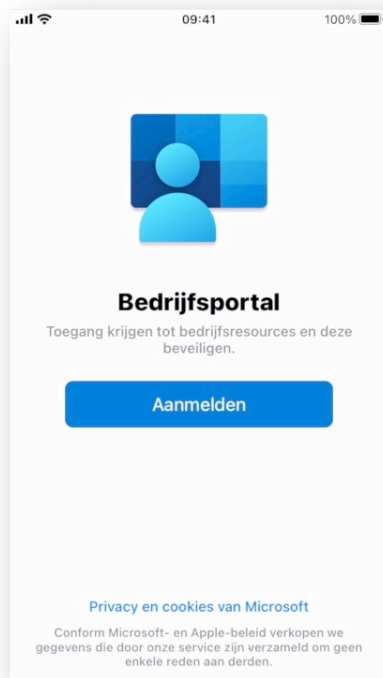 09:41
100%
Bedrijfsportal
Toegang krijgen tot bedrijfsresources en deze
beveiligen.
Aanmelden
Privacy en cookies van Microsoft
Conform Microsoft- en Apple-beleid verkopen we
gegevens die door onze service zijn verzameld om geen
enkele reden aan derden.